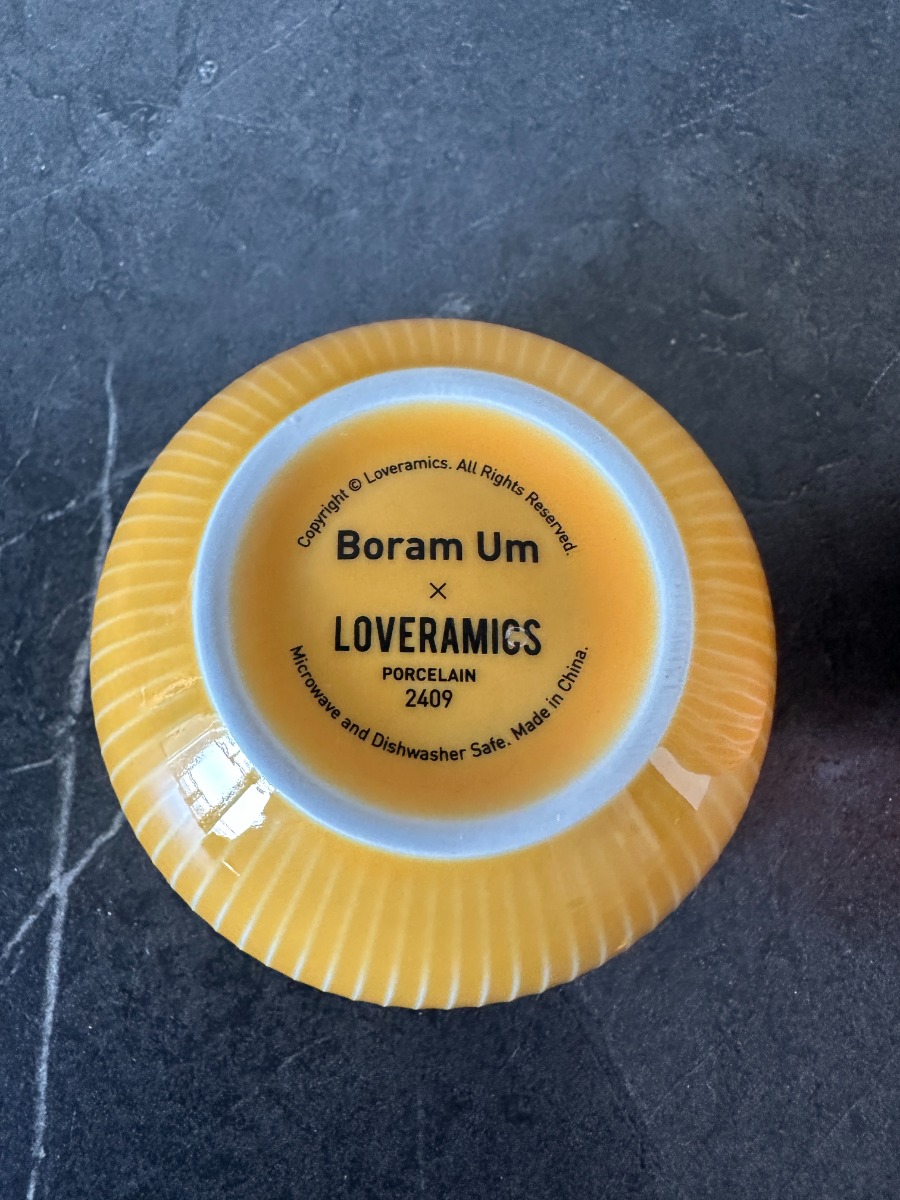 Copyright © Loveramics. All Rights Reserved.
Boram Um
×
LOVERAMICS
PORCELAIN
2409
Microwave and Dishwasher Safe. Made in China.